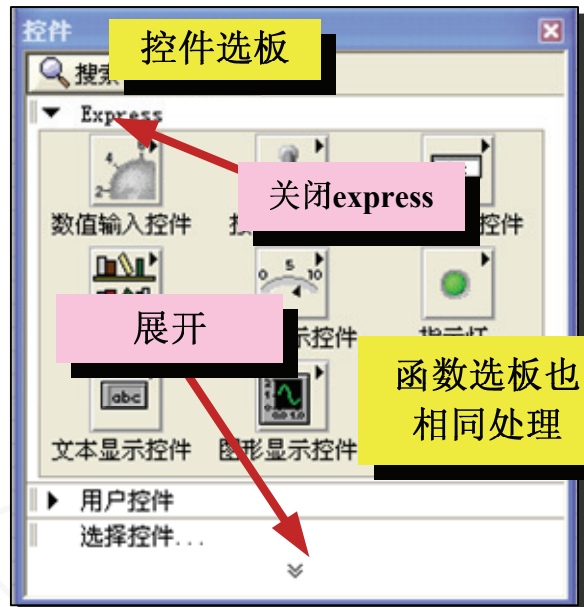 控件
控件选板
搜索
Express
关闭express
数值输入控件
控件
0 5 10
展开
示控件
指示灯
函数选板也
相同处理
abc
文本显示控件
图形显示控件
用户控件
选择控件...